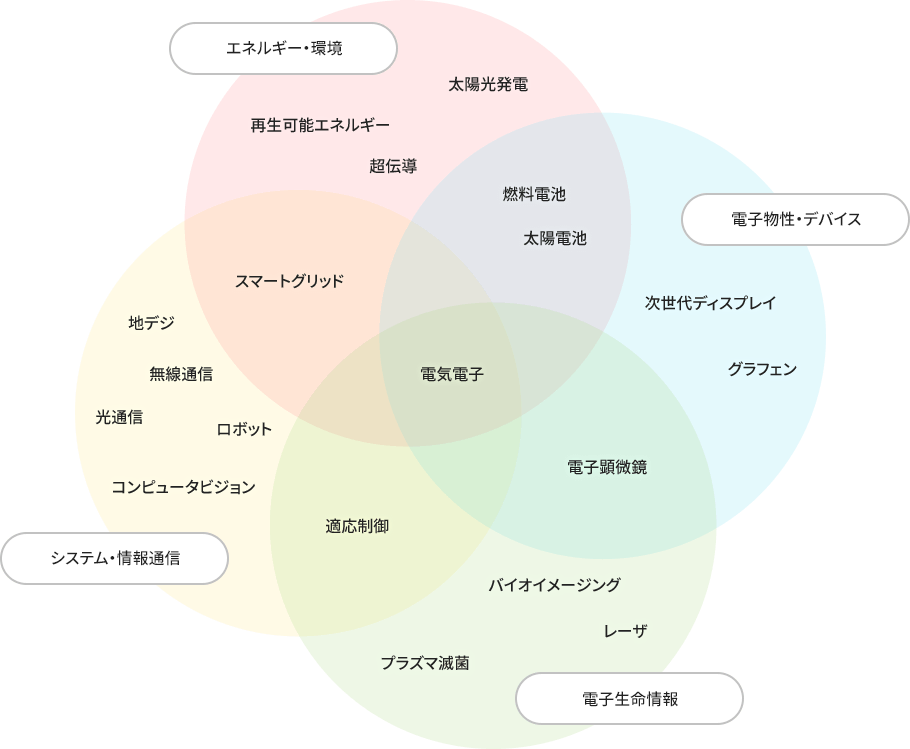 エネルギー・環境
太陽光発電
再生可能エネルギー
超伝導
燃料電池
電子物性・デバイス
太陽電池
スマートグリッド
次世代ディスプレイ
地デジ
グラフェン
無線通信
電気電子
光通信
ロボット
電子顕微鏡
コンピュータビジョン
適応制御
システム・情報通信
バイオイメージング
レーザ
プラズマ滅菌
電子生命情報